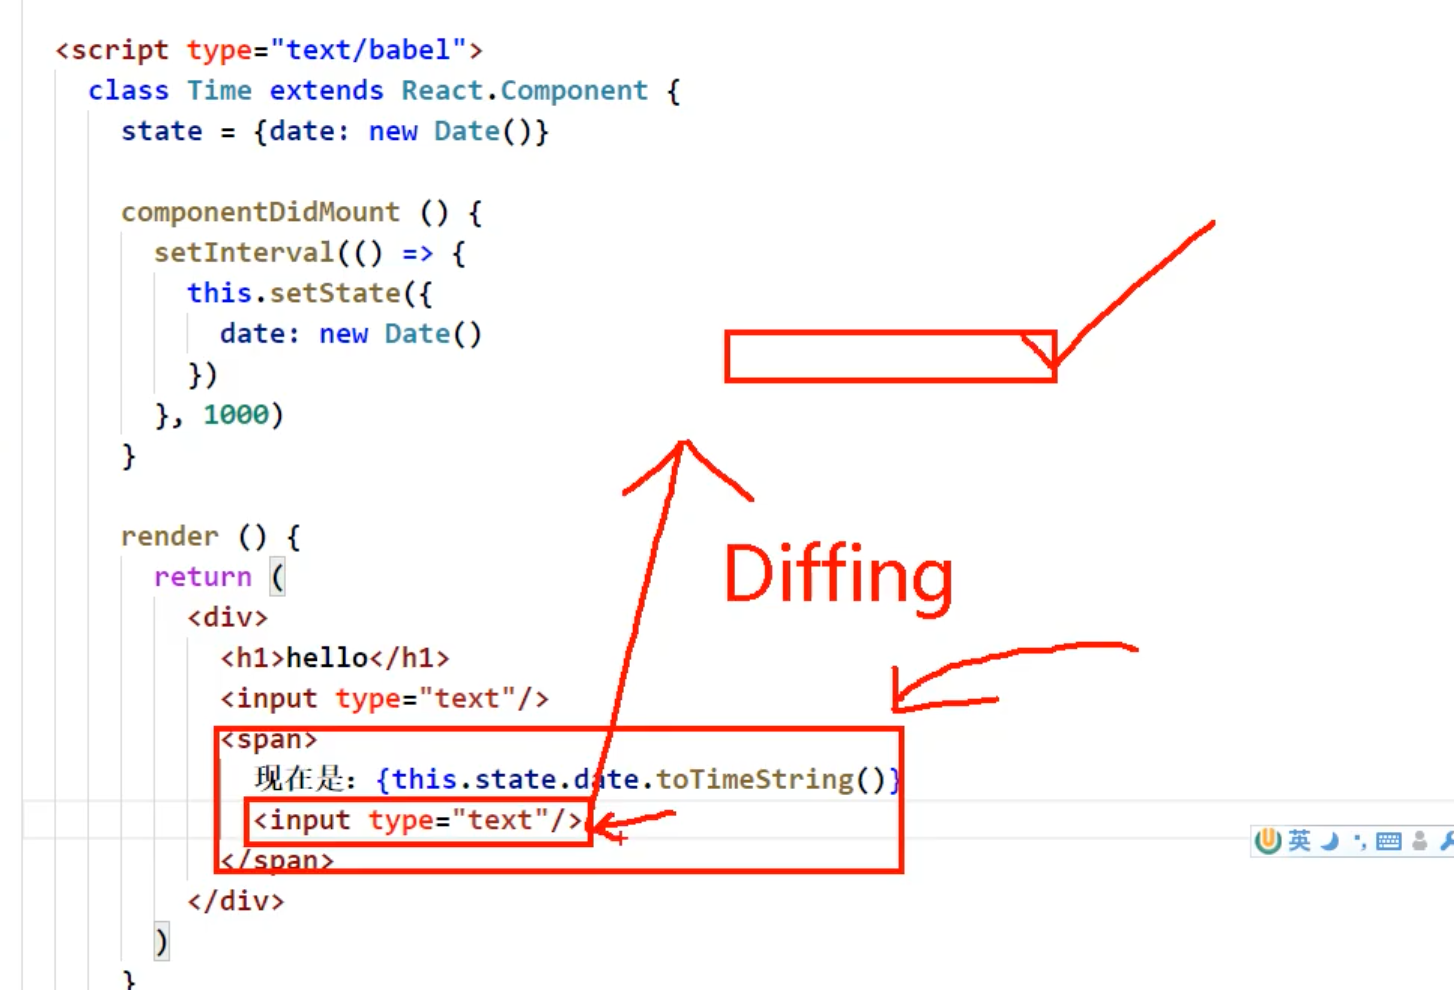 <script type="text/babel">
class Time extends React.Component {
state = {date: new Date()}
componentDidMount () {
setInterval(() => {
this.setState({
date: new Date()
})
}, 1000)
}
render () {
return (
Diffing
<div>
<h1>hello</h1>
<input type="text"/>
<span>
现在是：{this.state.date.toTimeString()}
<input type="text"/>
</span>
英
</div>
)
}